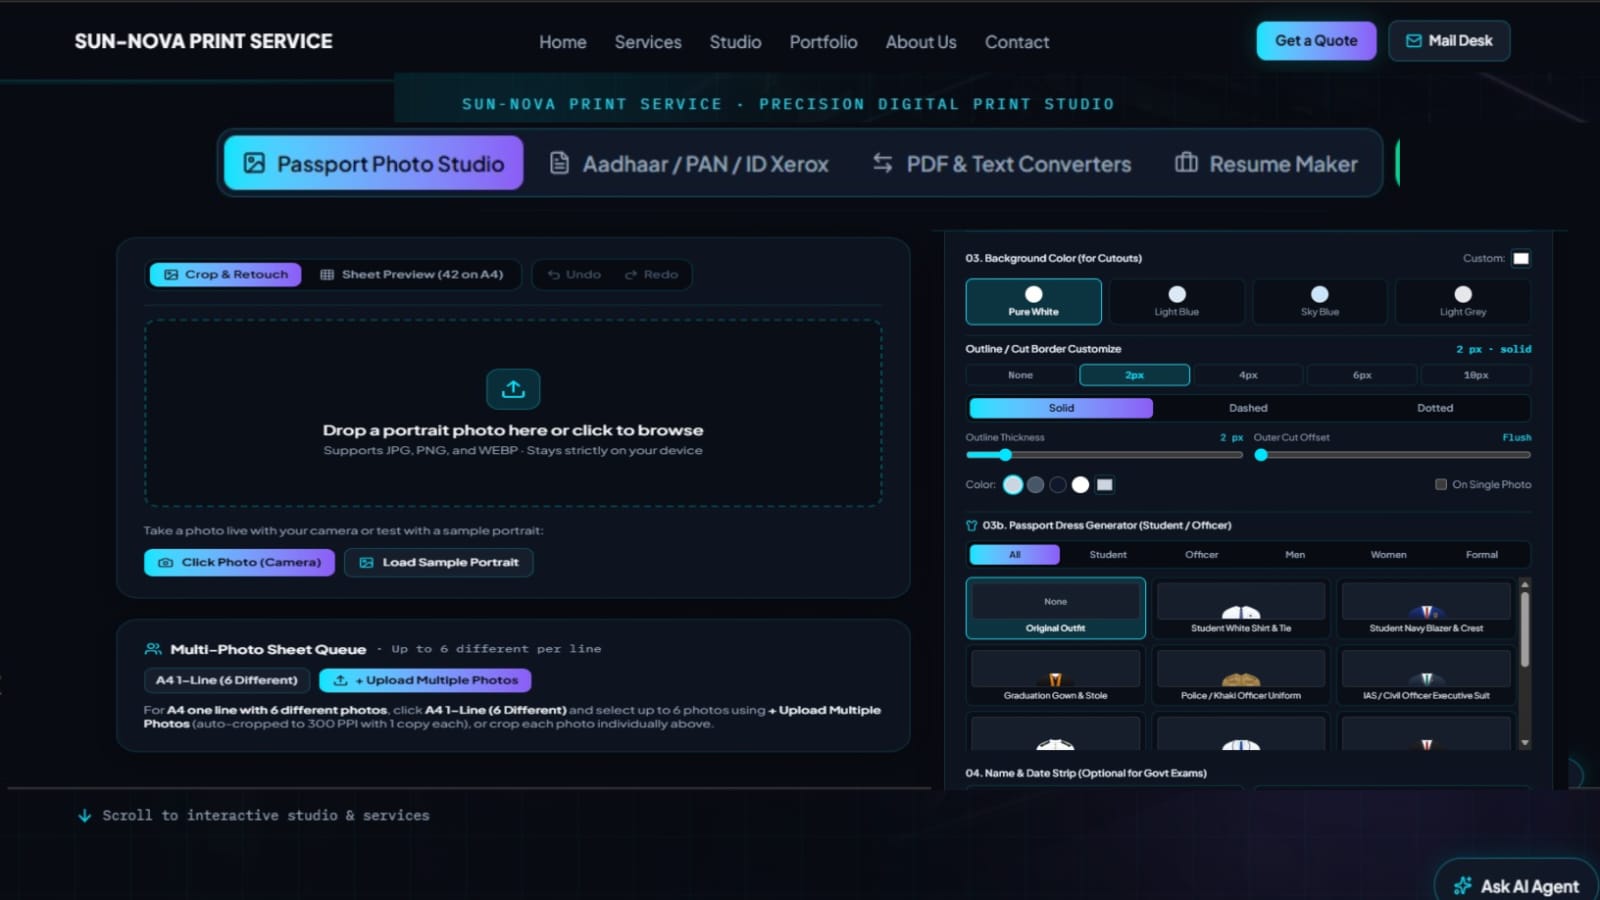 SUN-NOVA PRINT SERVICE
Home Services Studio Portfolio About Us Contact
Get a Quote
Mail Desk
SUN-NOVA PRINT SERVICE · PRECISION DIGITAL PRINT STUDIO
Passport Photo Studio
Aadhaar / PAN / ID Xerox
PDF & Text Converters
Resume Maker
Crop & Retouch
Sheet Preview (42 on A4)
Undo
Redo
Drop a portrait photo here or click to browse
Supports JPG, PNG, and WEBP · Stays strictly on your device
Take a photo live with your camera or test with a sample portrait:
Click Photo (Camera)
Load Sample Portrait
Multi-Photo Sheet Queue · Up to 6 different per line
A4 1-Line (6 Different)
+ Upload Multiple Photos
For A4 one line with 6 different photos, click A4 1-Line (6 Different) and select up to 6 photos using + Upload Multiple
Photos (auto-cropped to 300 PPI with 1 copy each), or crop each photo individually above.
03. Background Color (for Cutouts)
Custom:
Pure White
Light Blue
Sky Blue
Light Grey
Outline / Cut Border Customize
2 px · solid
None
2px
4px
6px
10px
Solid
Dashed
Dotted
Outline Thickness
2 px
Outer Cut Offset
Flush
Color:
On Single Photo
03b. Passport Dress Generator (Student / Officer)
All
Student
Officer
Men
Women
Formal
None
Original Outfit
Student White Shirt & Tie
Student Navy Blazer & Crest
Graduation Gown & Stole
Police / Khaki Officer Uniform
IAS / Civil Officer Executive Suit
04. Name & Date Strip (Optional for Govt Exams)
Scroll to interactive studio & services
Ask AI Agent